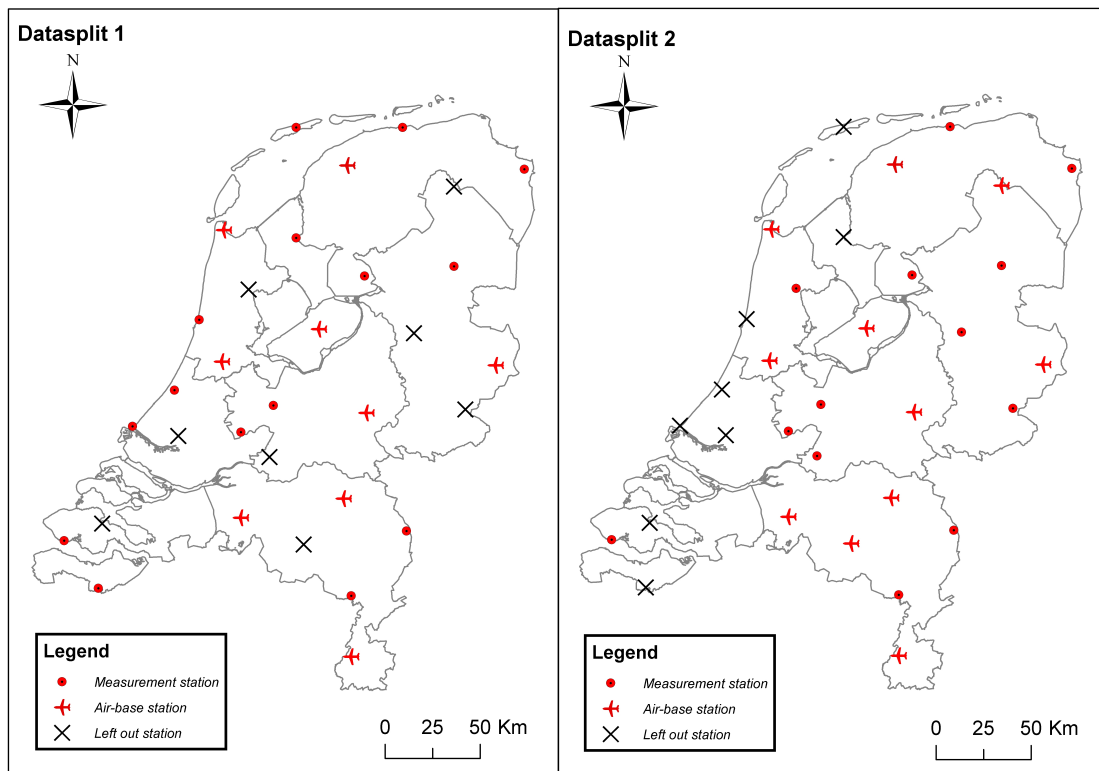 Datasplit 1
N
Legend
Measurement station
Air-base station
Left out station
0 25 50 Km
Datasplit 2
N
Legend
Measurement station
Air-base station
Left out station
0 25 50 Km